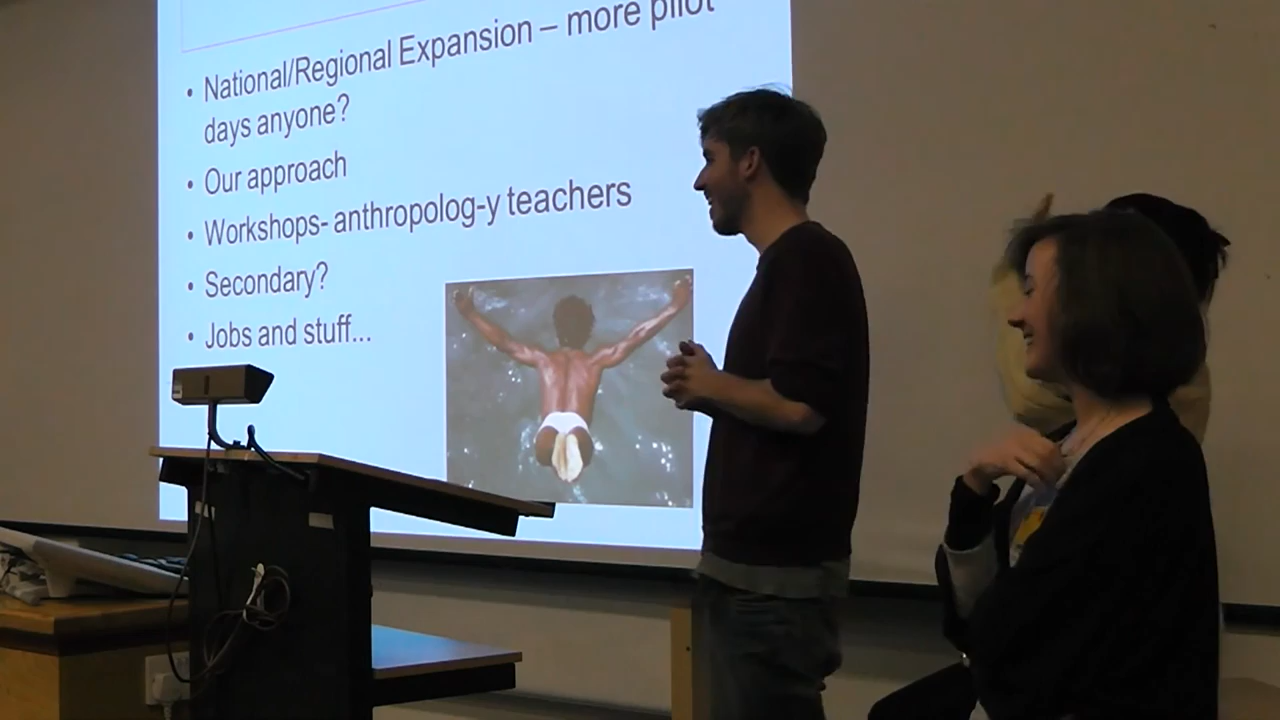 • National/Regional Expansion – more pilot
days anyone?
• Our approach
• Workshops- anthropolog-y teachers
• Secondary?
• Jobs and stuff...